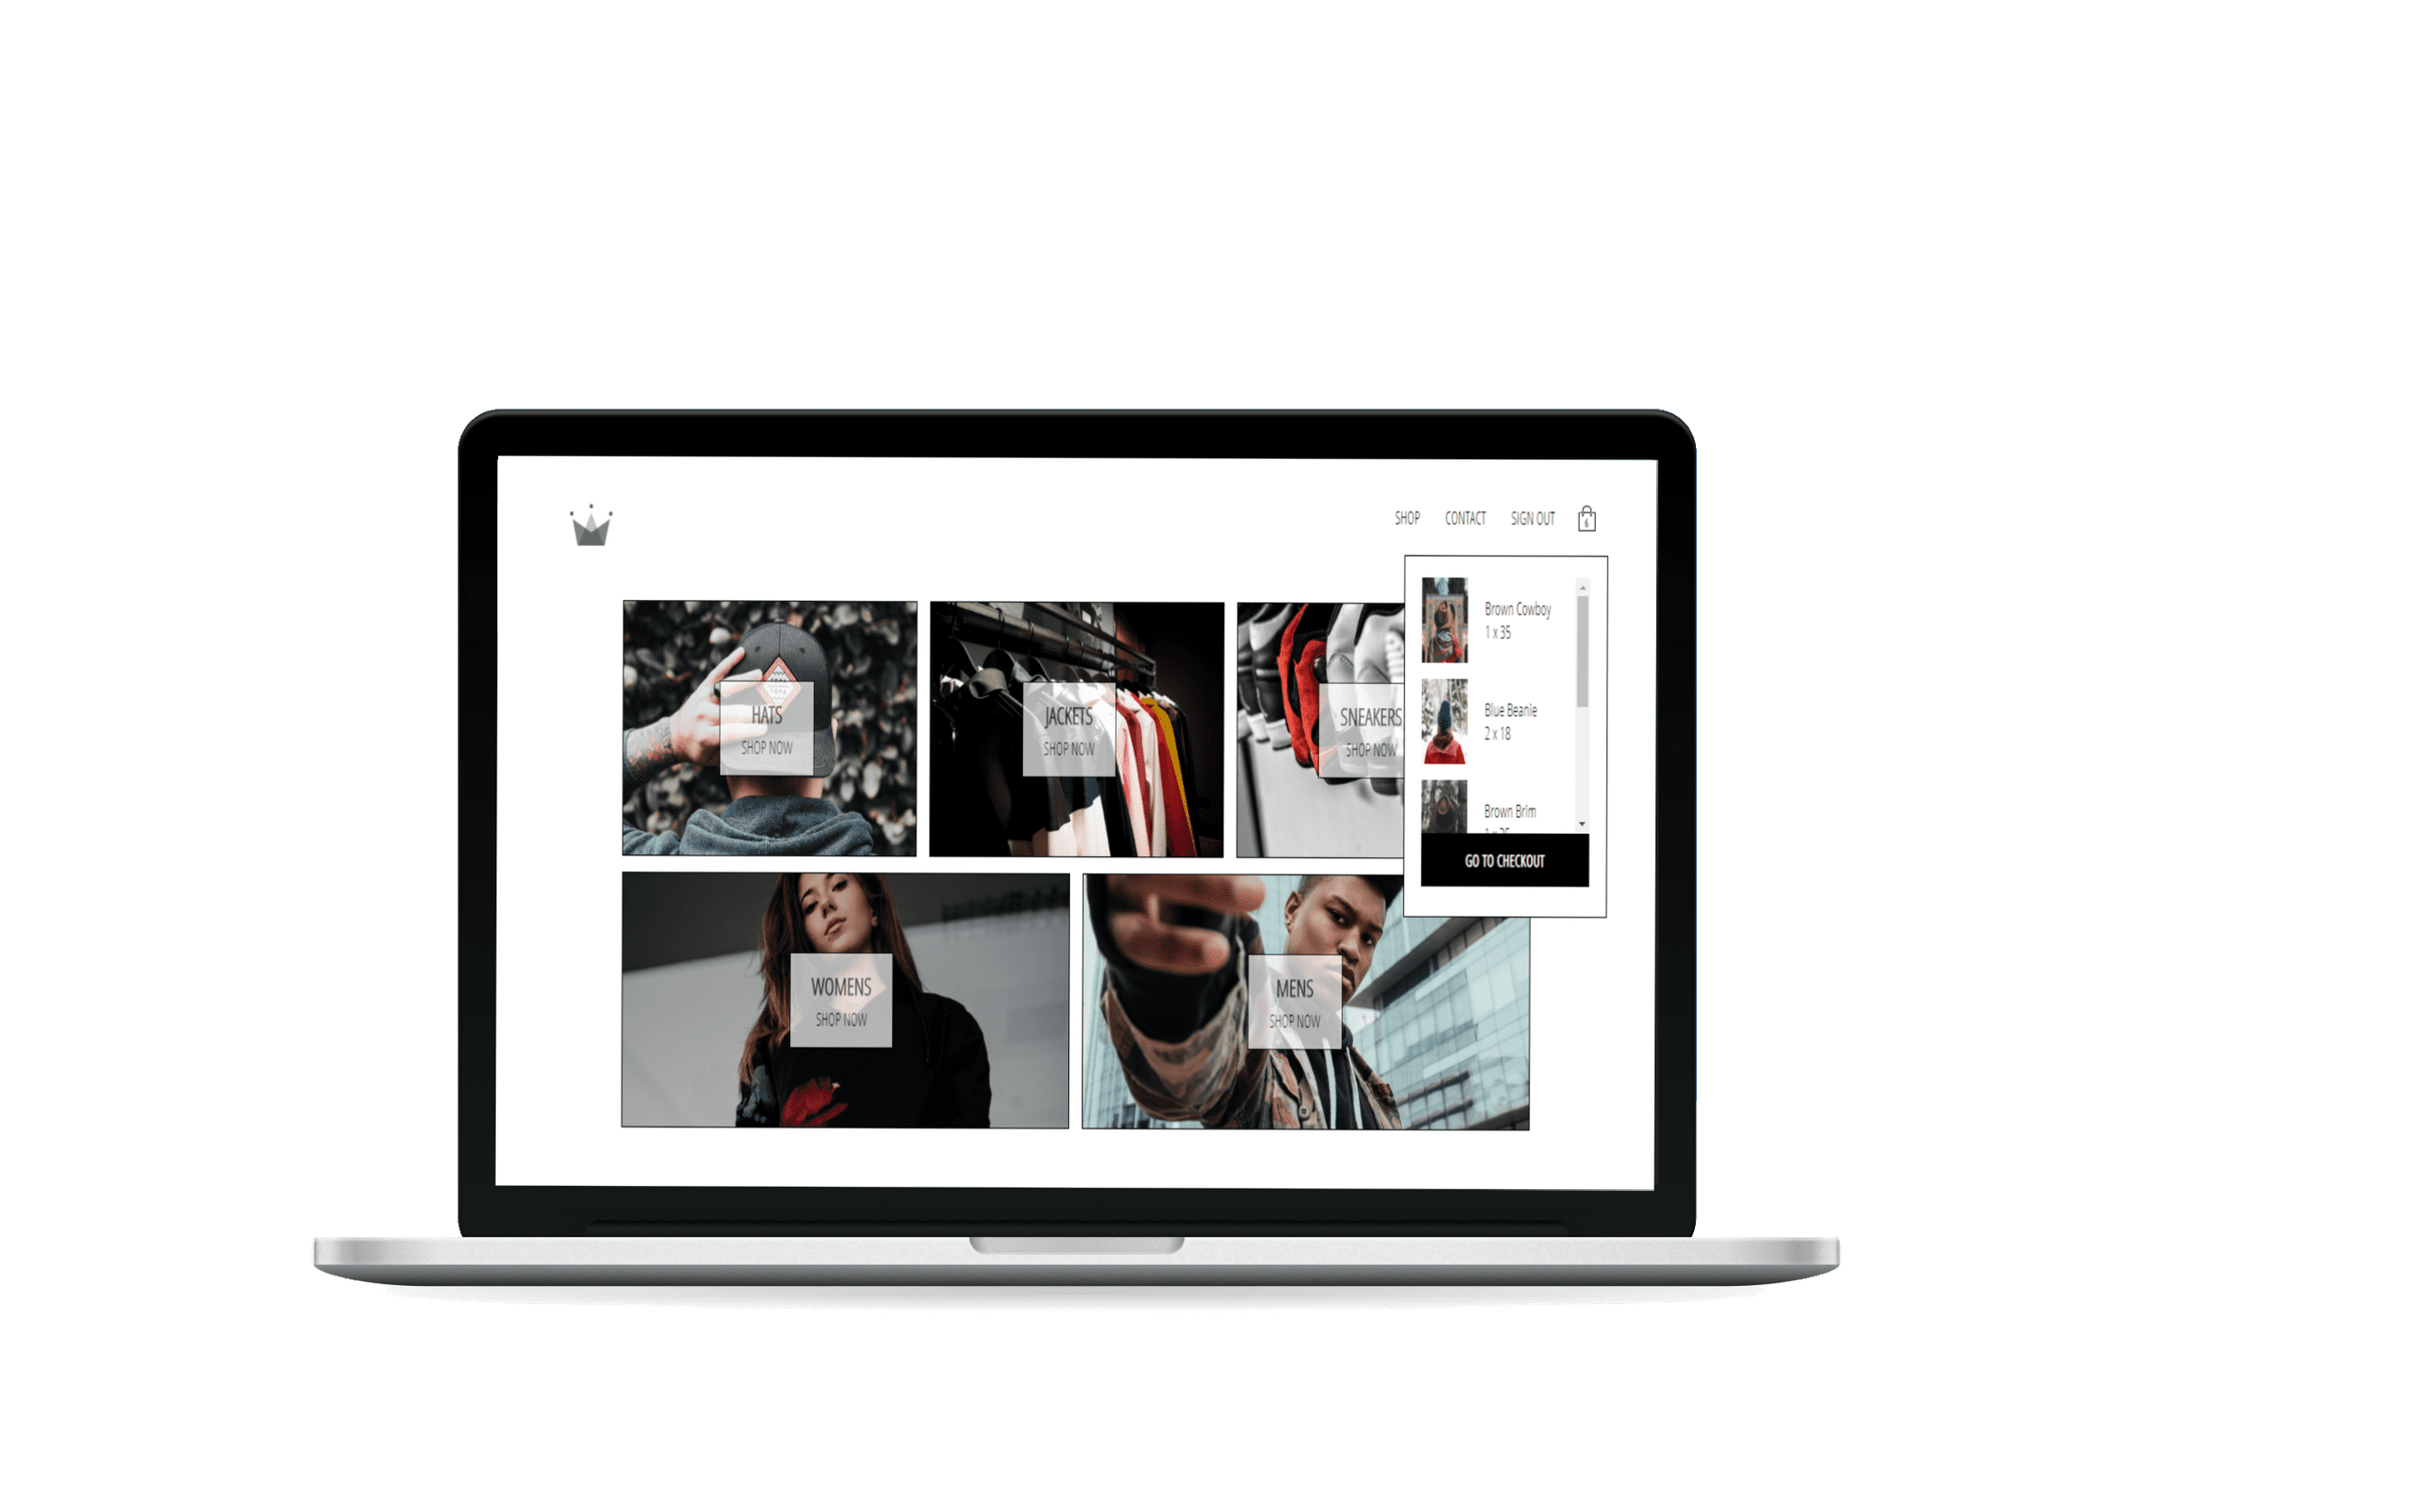 SHOP CONTACT SIGN OUT
6
Brown Cowboy
1 x 35
Blue Beanie
2 x 18
Brown Brim
GO TO CHECKOUT
HATS
SHOP NOW
JACKETS
SHOP NOW
SNEAKERS
SHOP NOW
WOMENS
SHOP NOW
MENS
SHOP NOW